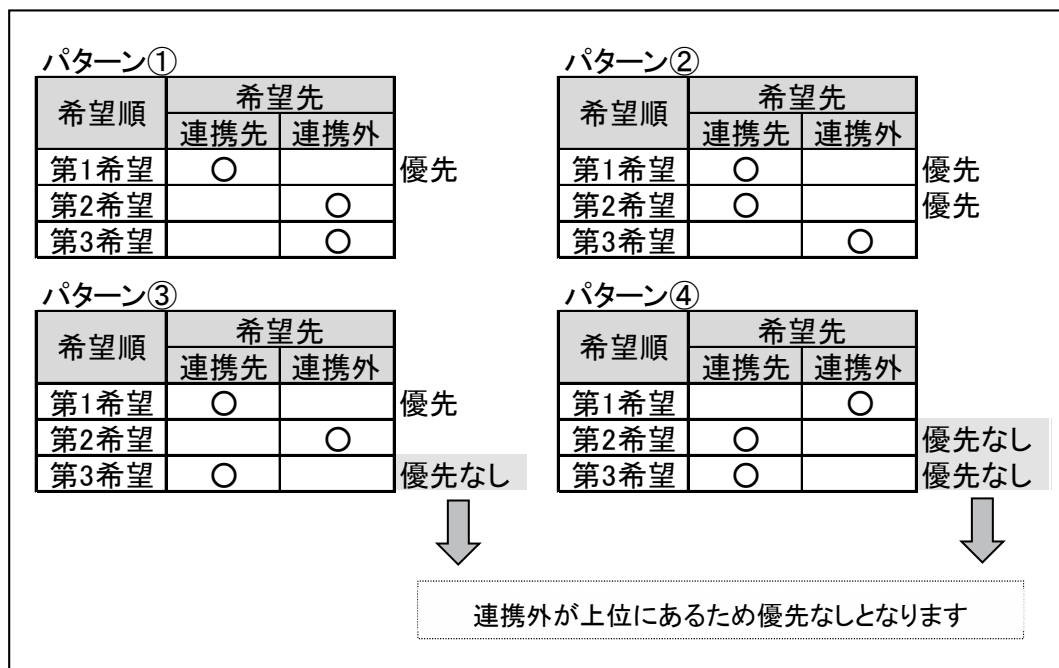 パターン①
希望順 希望先
連携先 連携外
第1希望 ○ 優先
第2希望 ○
第3希望 ○
パターン②
希望順 希望先
連携先 連携外
第1希望 ○ 優先
第2希望 ○ 優先
第3希望 ○
パターン③
希望順 希望先
連携先 連携外
第1希望 ○ 優先
第2希望 ○
第3希望 ○ 優先なし
パターン④
希望順 希望先
連携先 連携外
第1希望 ○
第2希望 ○ 優先なし
第3希望 ○ 優先なし
連携外が上位にあるため優先なしとなります